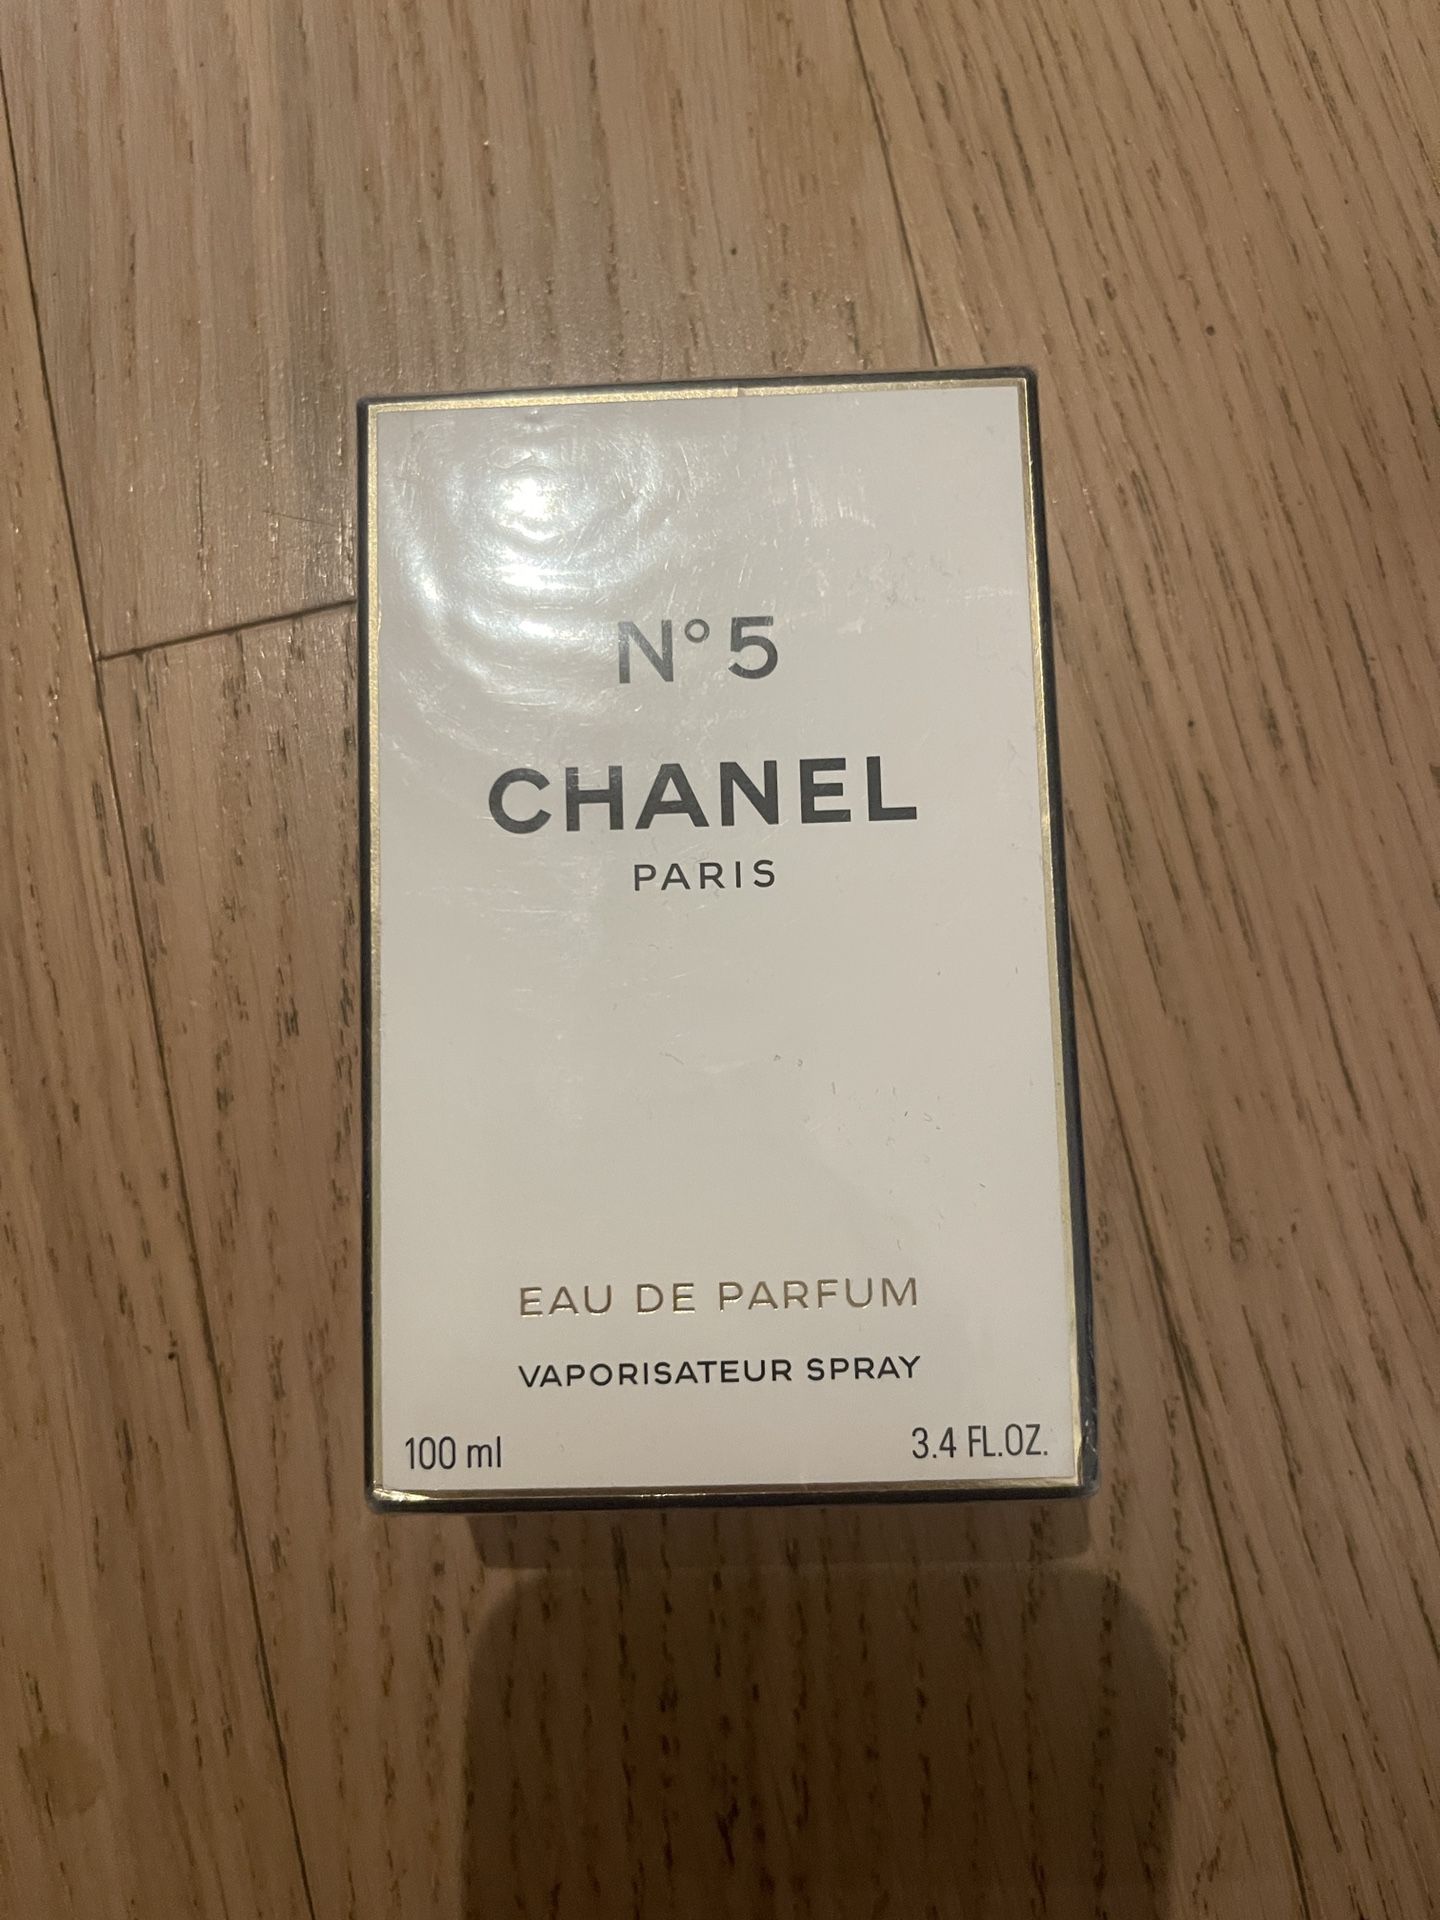 N°5
CHANEL
PARIS
EAU DE PARFUM
VAPORISATEUR SPRAY
100 ml 3.4 FL.OZ.